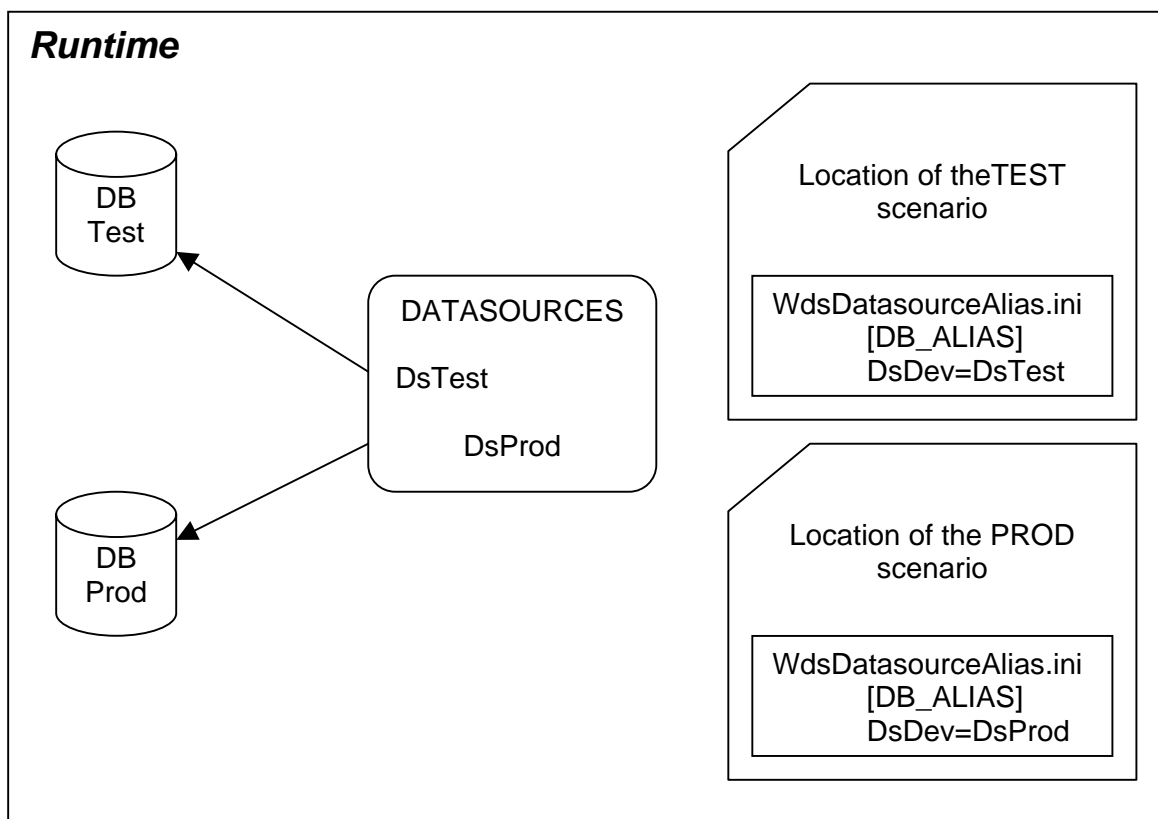 Runtime
DB
Test
DATASOURCES
DsTest
DsProd
DB
Prod
Location of theTEST
scenario
WdsDatasourceAlias.ini
[DB_ALIAS]
DsDev=DsTest
Location of the PROD
scenario
WdsDatasourceAlias.ini
[DB_ALIAS]
DsDev=DsProd